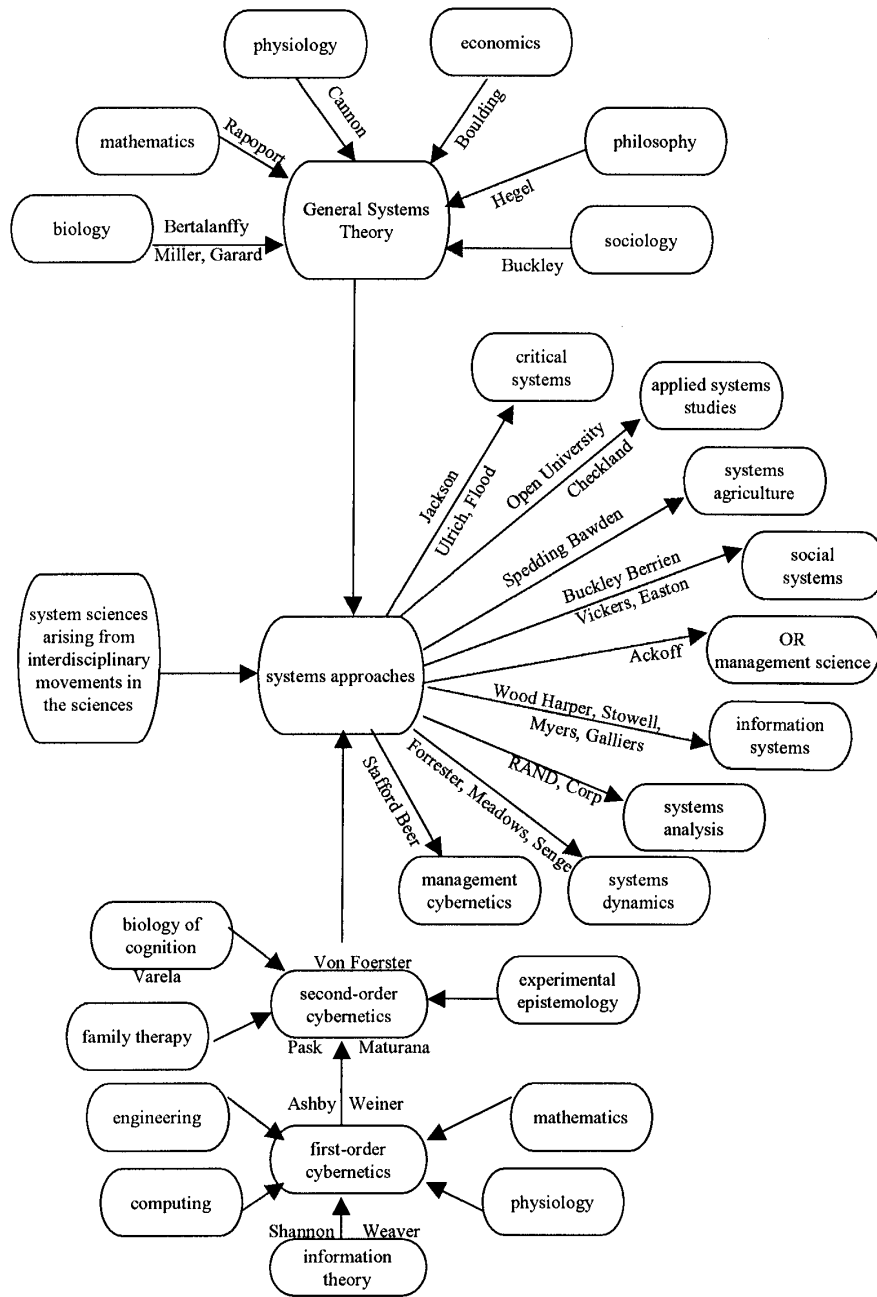 physiology
economics
Cannon
Boulding
mathematics
Rapoport
philosophy
General Systems
Theory
Hegel
biology
Bertalanffy
Miller, Garard
sociology
Buckley
critical
systems
applied systems
studies
Jackson
Ulrich, Flood
Open University
Checkland
systems
agriculture
Spedding Bawden
social
systems
Buckley Berrien
Vickers, Easton
system sciences
arising from
interdisciplinary
movements in
the sciences
systems approaches
OR
management science
Ackoff
Wood Harper, Stowell,
Myers, Galliers
information
systems
RAND, Corp
systems
analysis
Forrester, Meadows, Senge
systems
dynamics
Stafford Beer
management
cybernetics
biology of
cognition
Varela
Von Foerster
second-order
cybernetics
experimental
epistemology
family therapy
Pask
Maturana
Ashby
Weiner
engineering
mathematics
first-order
cybernetics
computing
physiology
Shannon
Weaver
information
theory